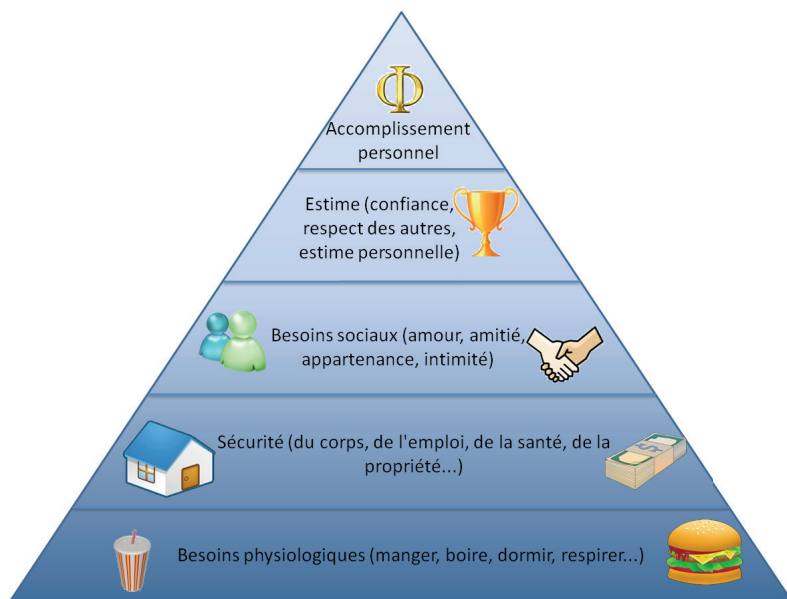 Φ
Accomplissement
personnel
Estime (confiance,
respect des autres,
estime personnelle)
Besoins sociaux (amour, amitié,
appartenance, intimité)
Sécurité (du corps, de l'emploi, de la santé, de la
propriété...)
Besoins physiologiques (manger, boire, dormir, respirer...)